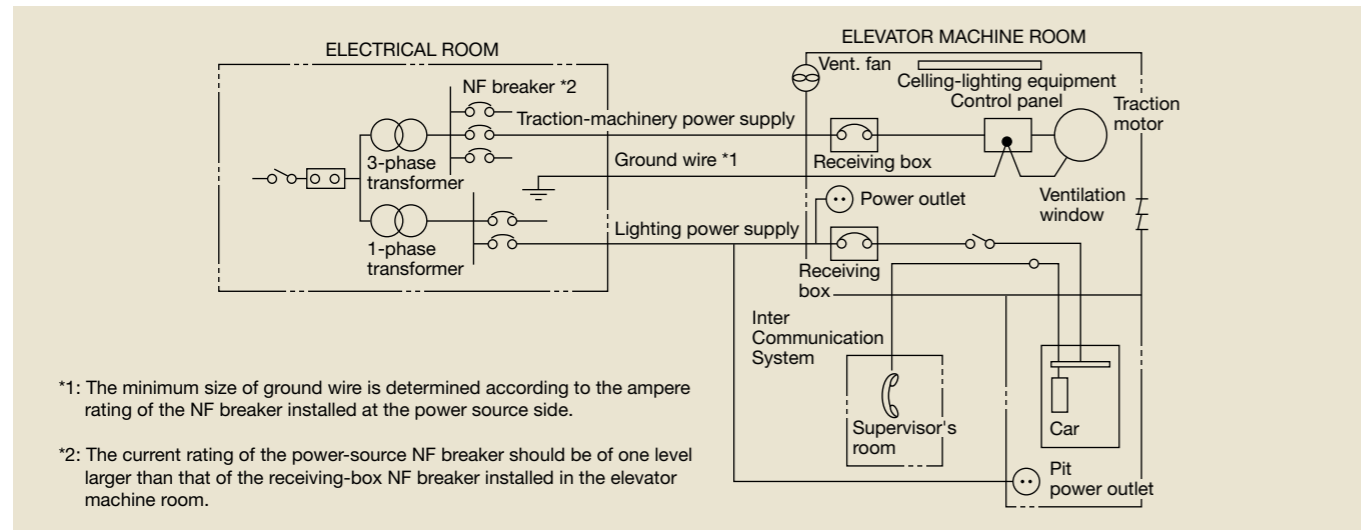 ELECTRICAL ROOM
ELEVATOR MACHINE ROOM
Vent. fan
Celling-lighting equipment
Control panel
Traction
motor
NF breaker *2
Traction-machinery power supply
3-phase
transformer
Ground wire *1
Receiving box
Power outlet
Ventilation
window
Lighting power supply
1-phase
transformer
Receiving
box
Inter
Communication
System
Supervisor's
room
Car
Pit
power outlet
*1: The minimum size of ground wire is determined according to the ampere
rating of the NF breaker installed at the power source side.
*2: The current rating of the power-source NF breaker should be of one level
larger than that of the receiving-box NF breaker installed in the elevator
machine room.